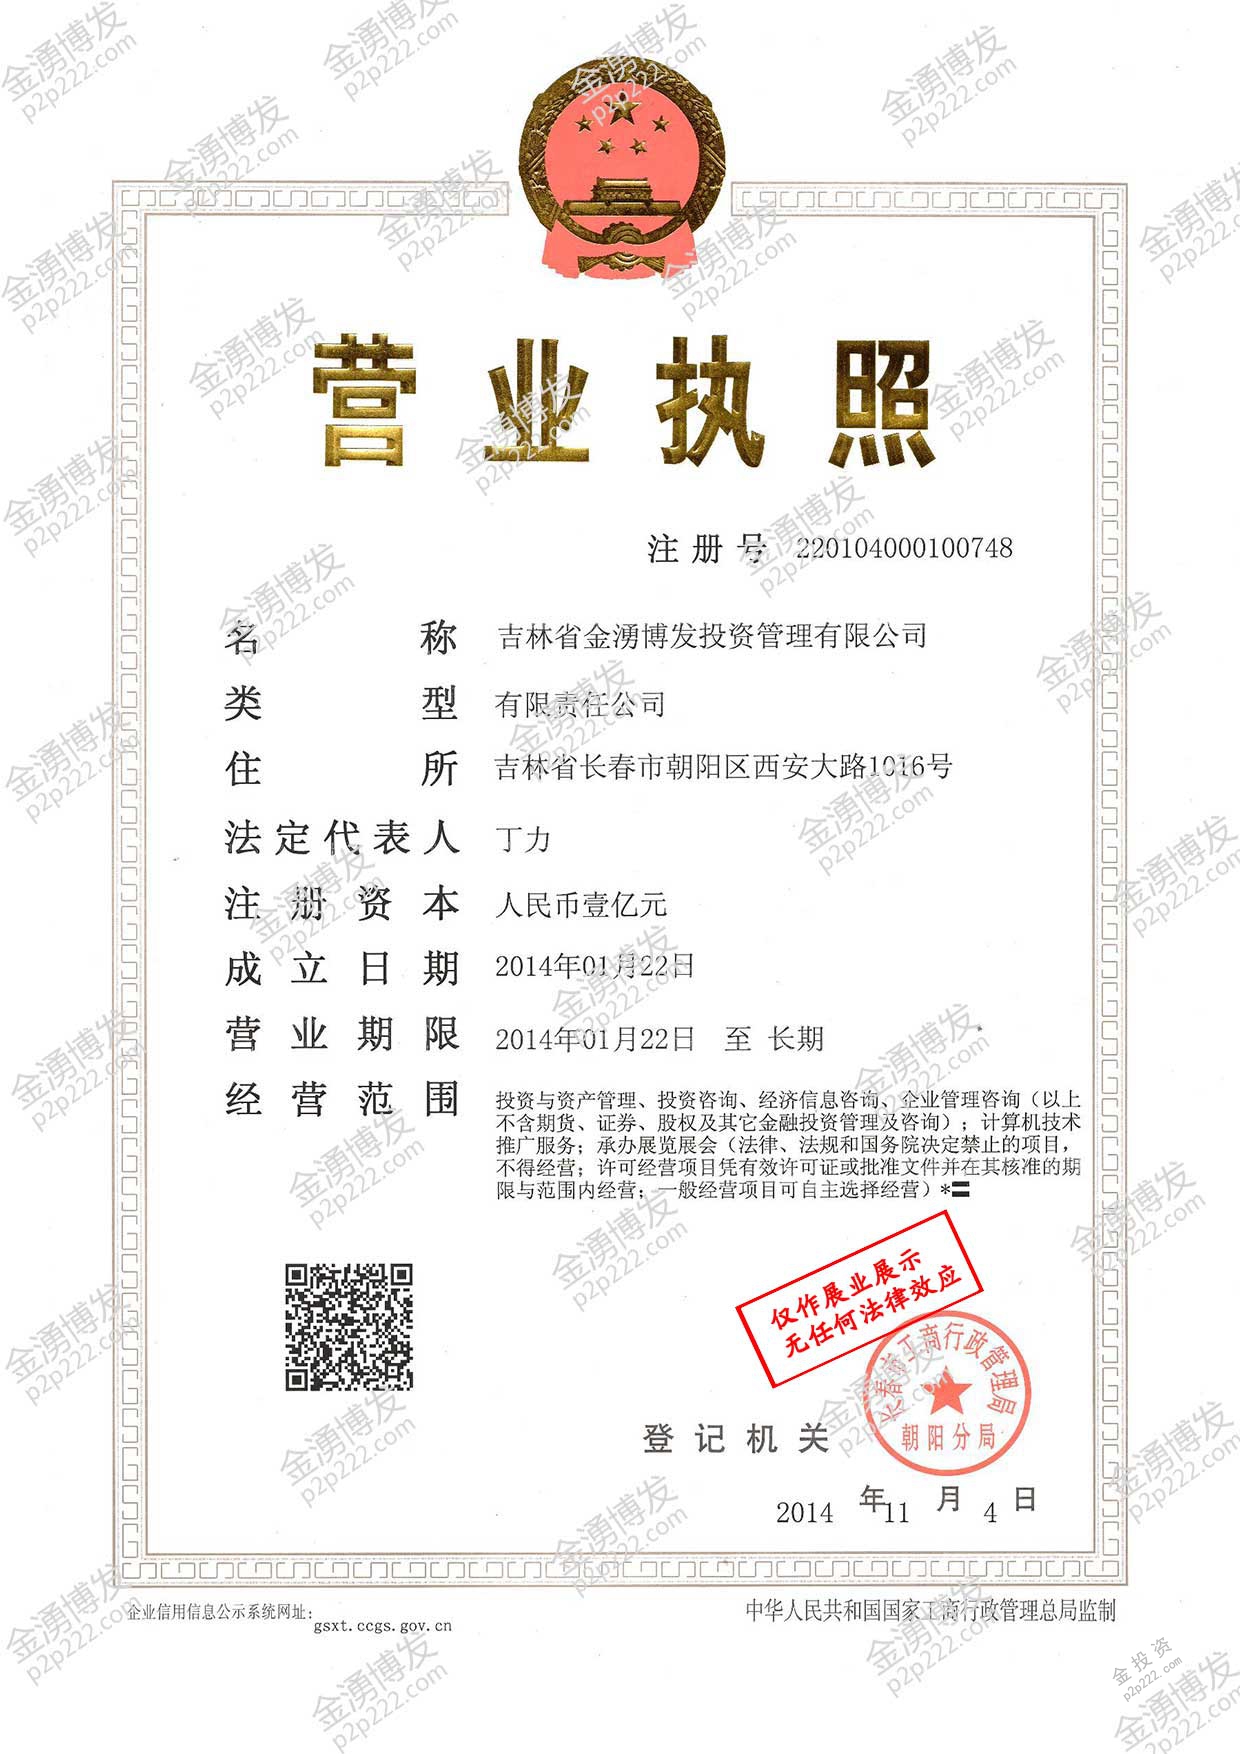 营业执照
注册号 220104000100748
名称 吉林省金湧博发投资管理有限公司
类型 有限责任公司
住所 吉林省长春市朝阳区西安大路1016号
法定代表人 丁力
注册资本 人民币壹亿元
成立日期 2014年01月22日
营业期限 2014年01月22日 至 长期
经营范围 投资与资产管理、投资咨询、经济信息咨询、企业管理咨询（以上
不含期货、证券、股权及其它金融投资管理及咨询）；计算机技术
推广服务；承办展览展会（法律、法规和国务院决定禁止的项目，
不得经营；许可经营项目凭有效许可证或批准文件并在其核准的期
限与范围内经营；一般经营项目可自主选择经营）*
仅作展业展示
无任何法律效应
长春市工商行政管理局
朝阳分局
登记机关
2014年11月4日
企业信用信息公示系统网址：
gsxt.ccgs.gov.cn
中华人民共和国国家工商行政管理总局监制
金湧博发
p2p222.com
金投资
p2p222.com